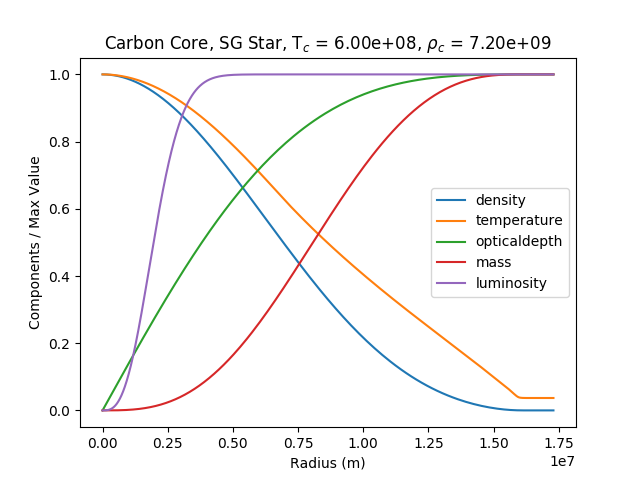 Carbon Core, SG Star, T_c = 6.00e+08, ρ_c = 7.20e+09
Components / Max Value
1.0
0.8
0.6
0.4
0.2
0.0
density
temperature
opticaldepth
mass
luminosity
0.00 0.25 0.50 0.75 1.00 1.25 1.50 1.75
1e7
Radius (m)